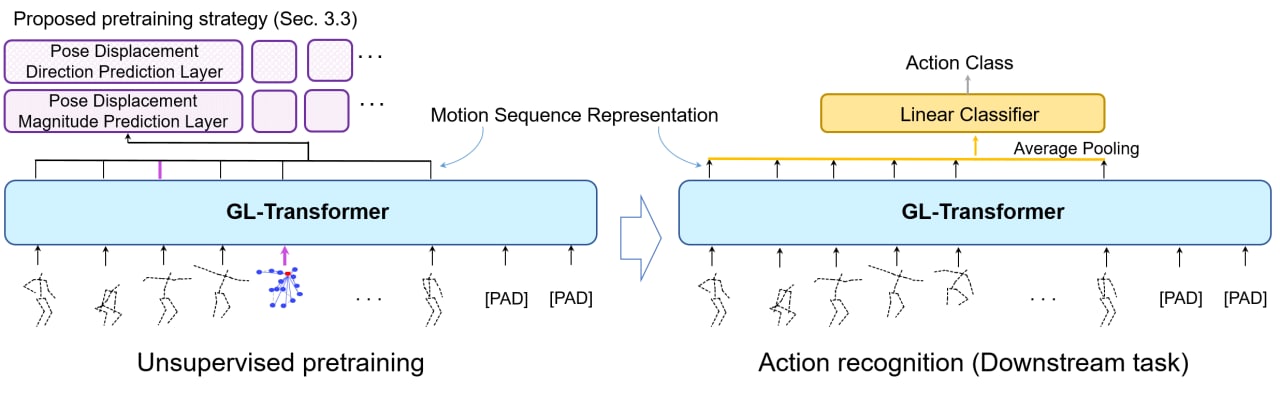 Proposed pretraining strategy (Sec. 3.3)
Pose Displacement
Direction Prediction Layer
. . .
Pose Displacement
Magnitude Prediction Layer
. . .
Motion Sequence Representation
GL-Transformer
. . .
[PAD]
[PAD]
Unsupervised pretraining
Action Class
Linear Classifier
Average Pooling
GL-Transformer
. . .
[PAD]
[PAD]
Action recognition (Downstream task)